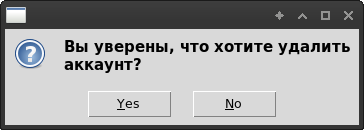 Вы уверены, что хотите удалить
аккаунт?
Yes No